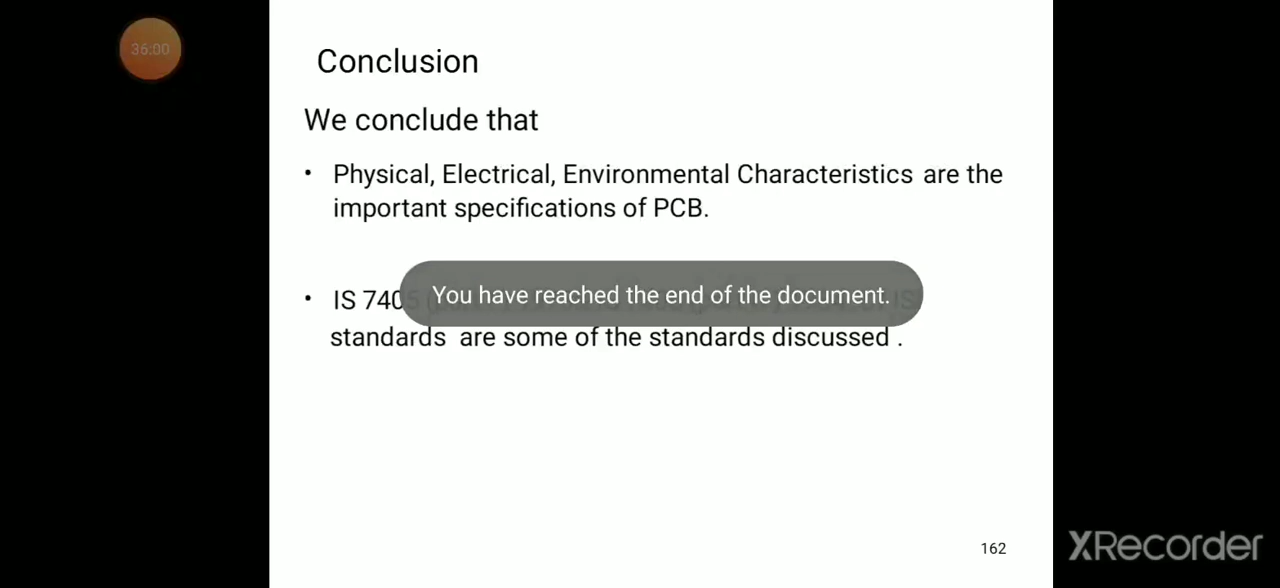 36:00
Conclusion
We conclude that
• Physical, Electrical, Environmental Characteristics are the
important specifications of PCB.
You have reached the end of the document.
• IS 7405
standards are some of the standards discussed .
162
XRecorder